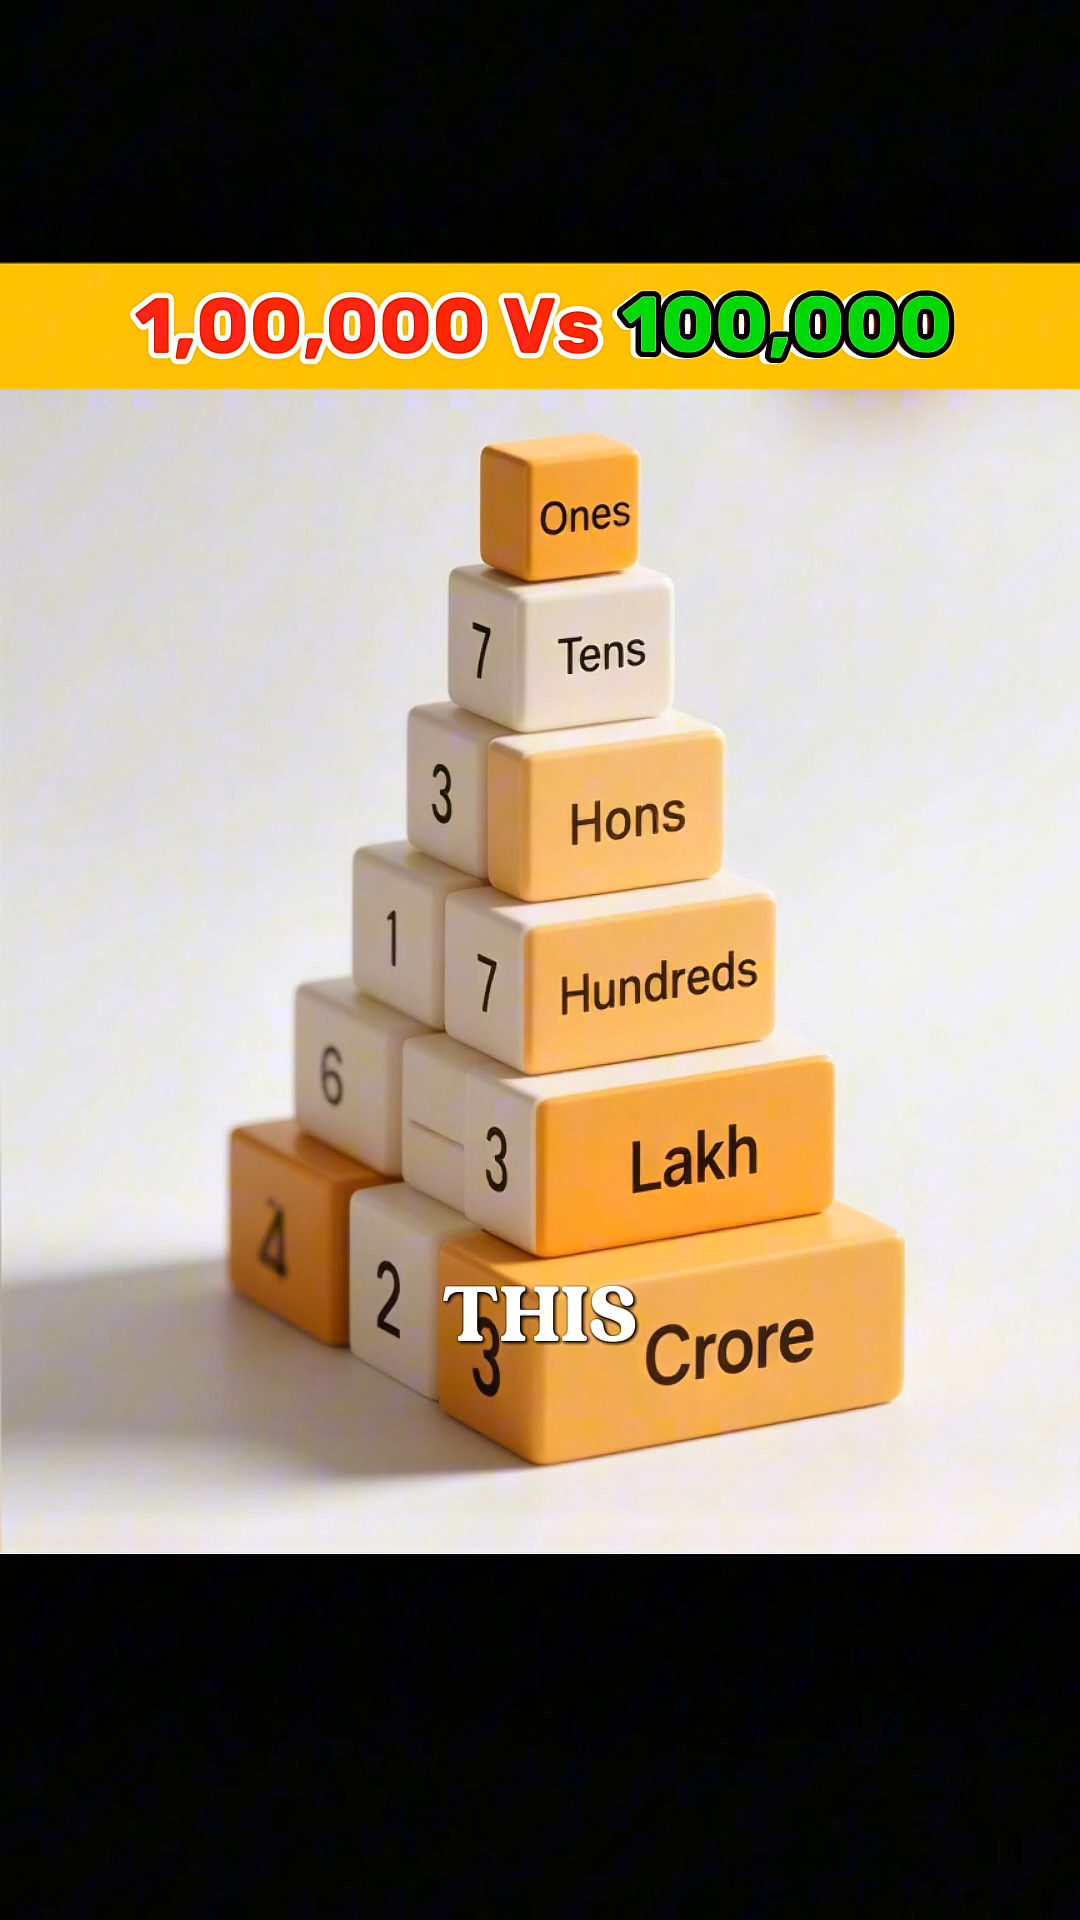 1,00,000 Vs 100,000
Ones
7 Tens
3 Hons
1 7 Hundreds
6 3 Lakh
2 3 Crore
THIS